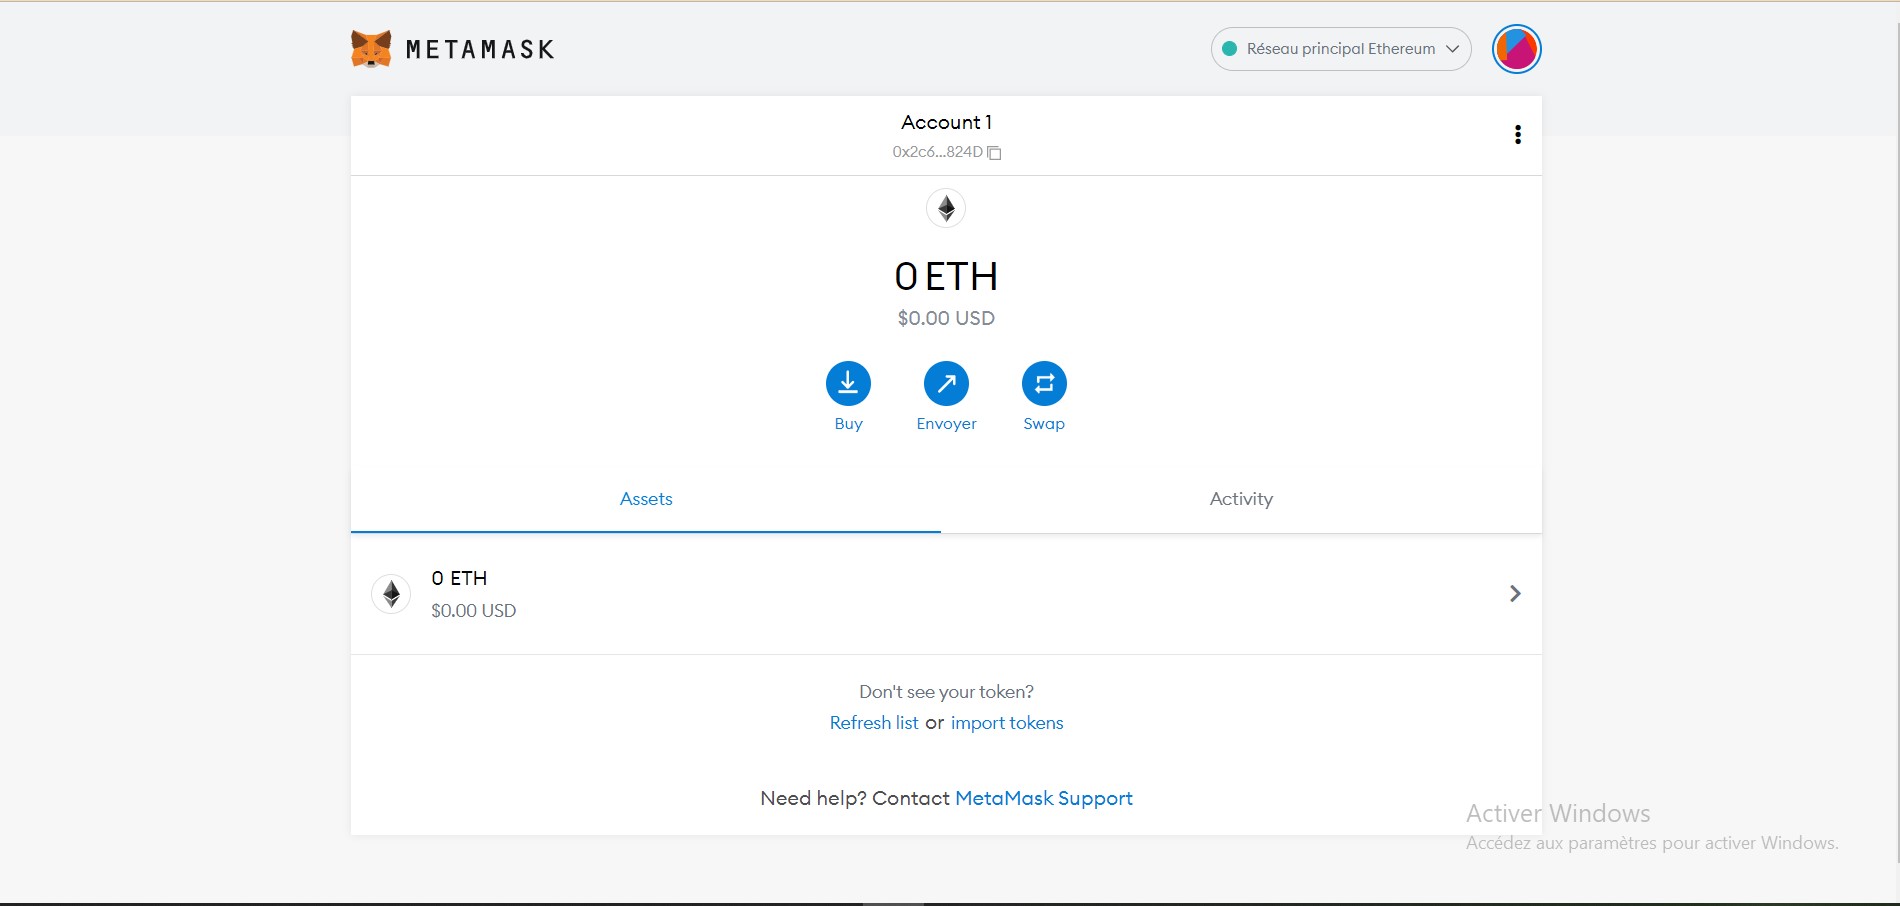 METAMASK
Réseau principal Ethereum
Account 1
0x2c6...824D
0 ETH
$0.00 USD
Buy
Envoyer
Swap
Assets
Activity
0 ETH
$0.00 USD
Don't see your token?
Refresh list or import tokens
Need help? Contact MetaMask Support
Activer Windows
Accédez aux paramètres pour activer Windows.